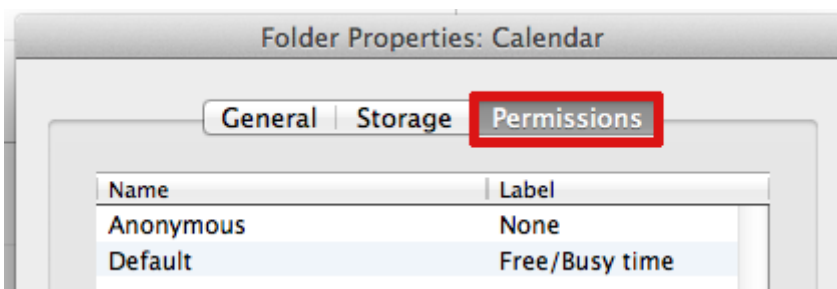 Folder Properties: Calendar
General Storage Permissions
Name Label
Anonymous None
Default Free/Busy time